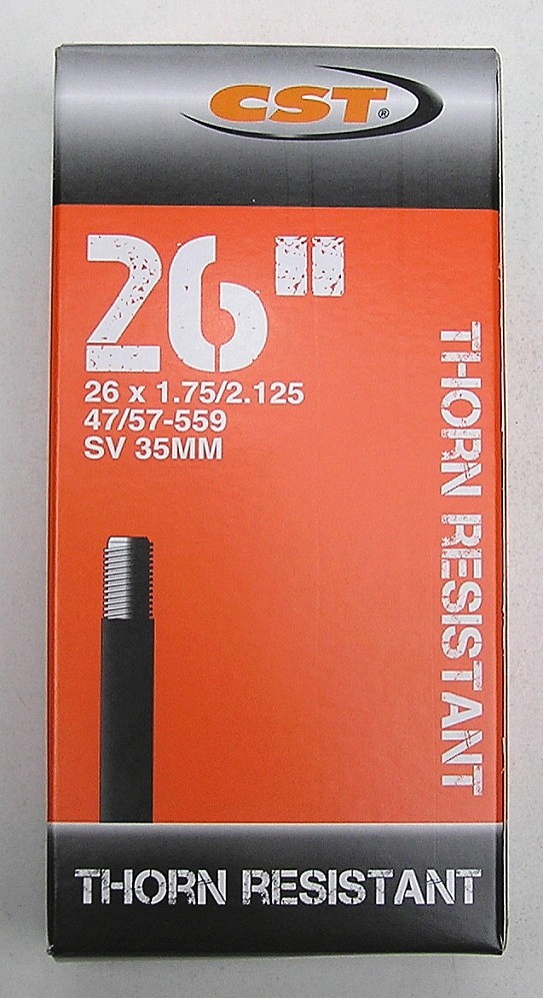 CST®
26"
26 x 1.75/2.125
47/57-559
SV 35MM
THORN RESISTANT
THORN RESISTANT